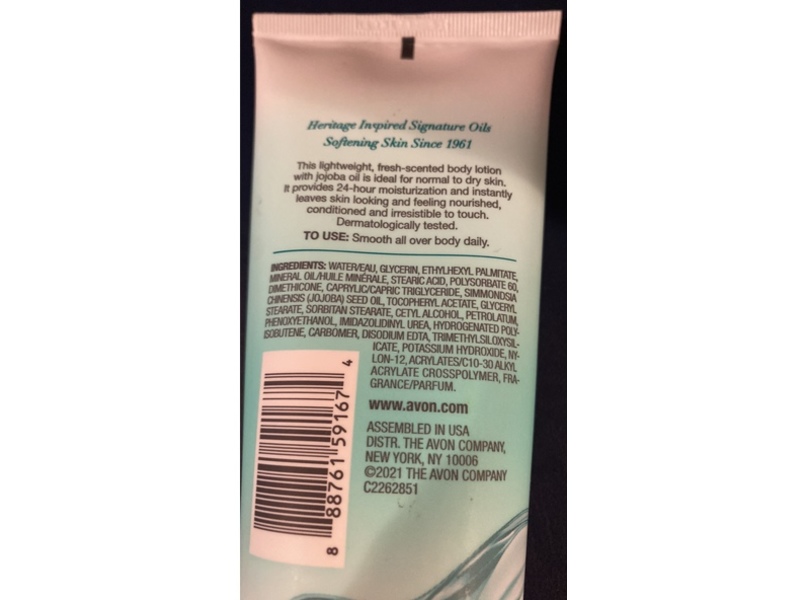 Heritage Inspired Signature Oils
Softening Skin Since 1961
This lightweight, fresh-scented body lotion
with jojoba oil is ideal for normal to dry skin.
It provides 24-hour moisturization and instantly
leaves skin looking and feeling nourished,
conditioned and irresistible to touch.
Dermatologically tested.
TO USE: Smooth all over body daily.
INGREDIENTS: WATER/EAU, GLYCERIN, ETHYLHEXYL PALMITATE,
MINERAL OIL/HUILE MINÉRALE, STEARIC ACID, POLYSORBATE 60,
DIMETHICONE, CAPRYLIC/CAPRIC TRIGLYCERIDE, SIMMONDSIA
CHINENSIS (JOJOBA) SEED OIL, TOCOPHERYL ACETATE, GLYCERYL
STEARATE, SORBITAN STEARATE, CETYL ALCOHOL, PETROLATUM,
PHENOXYETHANOL, IMIDAZOLIDINYL UREA, HYDROGENATED POLY-
ISOBUTENE, CARBOMER, DISODIUM EDTA, TRIMETHYLSILOXYSIL-
ICATE, POTASSIUM HYDROXIDE, NY-
LON-12, ACRYLATES/C10-30 ALKYL
ACRYLATE CROSSPOLYMER, FRA-
GRANCE/PARFUM.
www.avon.com
ASSEMBLED IN USA
DISTR. THE AVON COMPANY,
NEW YORK, NY 10006
©2021 THE AVON COMPANY
C2262851
8 88761 59167 4